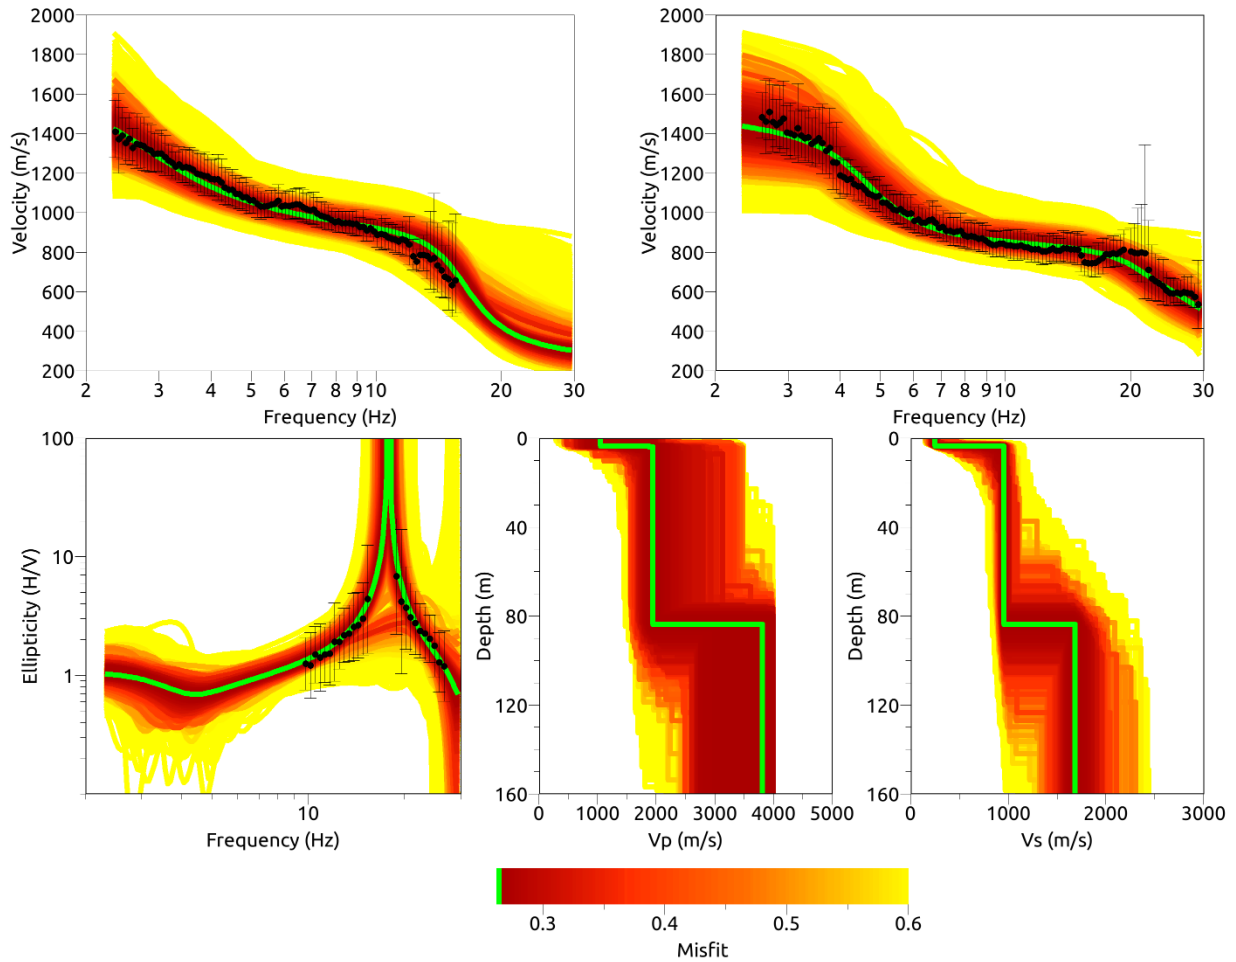 2000
1800
1600
1400
1200
1000
800
600
400
200
Velocity (m/s)
2 3 4 5 6 7 8 9 10 20 30
Frequency (Hz)
2000
1800
1600
1400
1200
1000
800
600
400
200
Velocity (m/s)
2 3 4 5 6 7 8 9 10 20 30
Frequency (Hz)
100
10
1
Ellipticity (H/V)
10
Frequency (Hz)
0
40
80
120
160
Depth (m)
0 1000 2000 3000 4000 5000
Vp (m/s)
0
40
80
120
160
Depth (m)
0 1000 2000 3000
Vs (m/s)
0.3 0.4 0.5 0.6
Misfit